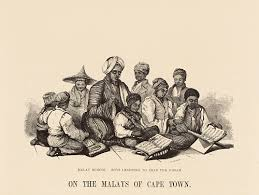 MALAY SCHOOL—BOYS LEARNING TO READ THE KORAN.
ON THE MALAYS OF CAPE TOWN.